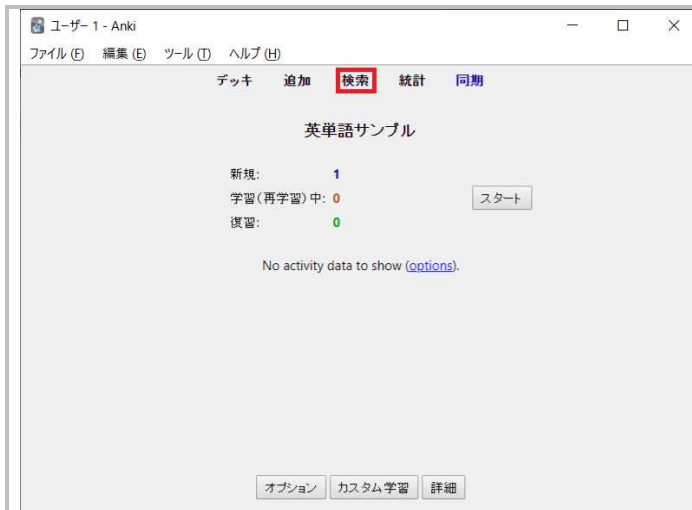 ユーザー 1 - Anki
ファイル (F) 編集 (E) ツール (T) ヘルプ (H)
デッキ 追加 検索 統計 同期
英単語サンプル
新規: 1
学習(再学習)中: 0 スタート
復習: 0
No activity data to show (options).
オプション カスタム学習 詳細